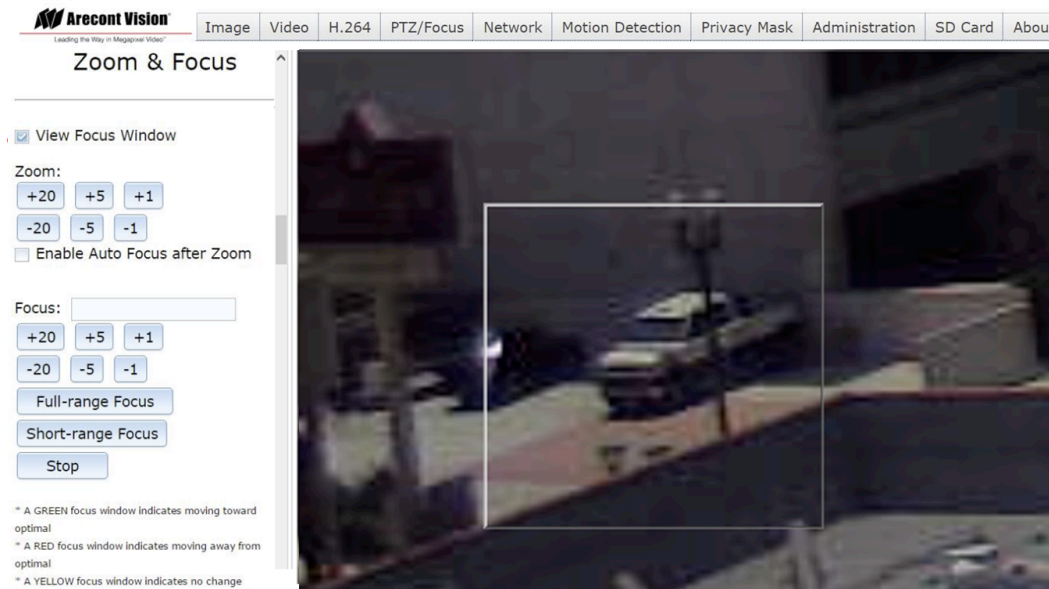 Arecont Vision®
Leading the Way in Megapixel Video™
Image Video H.264 PTZ/Focus Network Motion Detection Privacy Mask Administration SD Card Abou
Zoom & Focus
View Focus Window
Zoom:
+20 +5 +1
-20 -5 -1
Enable Auto Focus after Zoom
Focus:
+20 +5 +1
-20 -5 -1
Full-range Focus
Short-range Focus
Stop
* A GREEN focus window indicates moving toward
optimal
* A RED focus window indicates moving away from
optimal
* A YELLOW focus window indicates no change